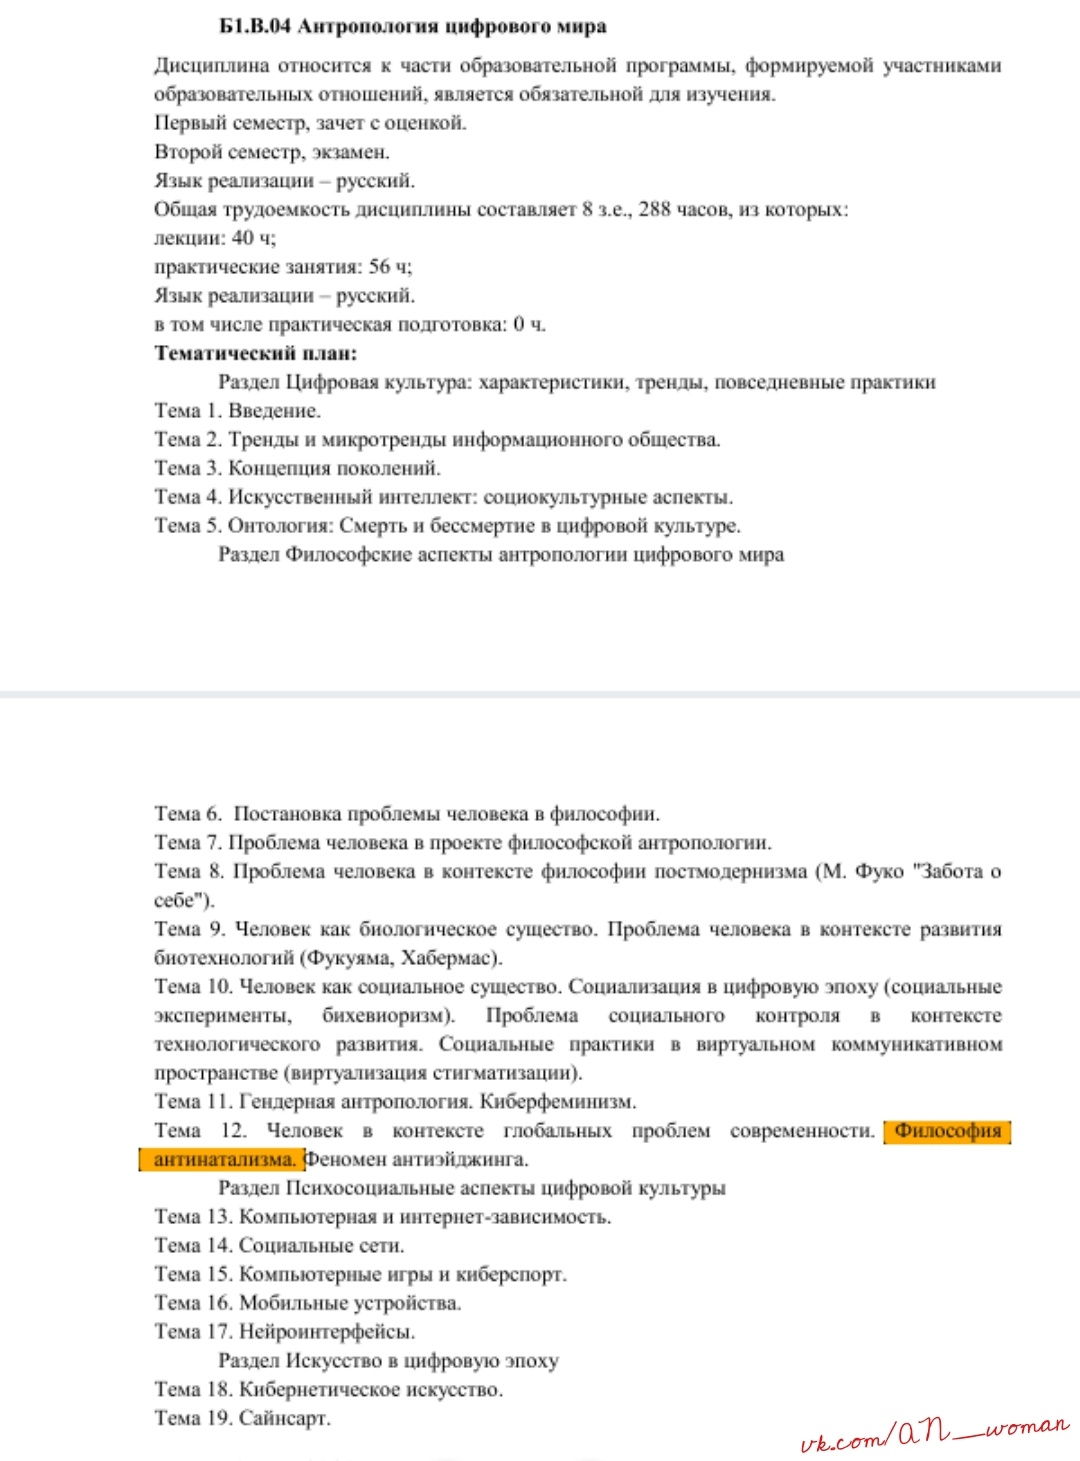 Б1.В.04 Антропология цифрового мира
Дисциплина относится к части образовательной программы, формируемой участниками
образовательных отношений, является обязательной для изучения.
Первый семестр, зачет с оценкой.
Второй семестр, экзамен.
Язык реализации – русский.
Общая трудоемкость дисциплины составляет 8 з.е., 288 часов, из которых:
лекции: 40 ч;
практические занятия: 56 ч;
Язык реализации – русский.
в том числе практическая подготовка: 0 ч.
Тематический план:
Раздел Цифровая культура: характеристики, тренды, повседневные практики
Тема 1. Введение.
Тема 2. Тренды и микротренды информационного общества.
Тема 3. Концепция поколений.
Тема 4. Искусственный интеллект: социокультурные аспекты.
Тема 5. Онтология: Смерть и бессмертие в цифровой культуре.
Раздел Философские аспекты антропологии цифрового мира
Тема 6. Постановка проблемы человека в философии.
Тема 7. Проблема человека в проекте философской антропологии.
Тема 8. Проблема человека в контексте философии постмодернизма (М. Фуко "Забота о
себе").
Тема 9. Человек как биологическое существо. Проблема человека в контексте развития
биотехнологий (Фукуяма, Хабермас).
Тема 10. Человек как социальное существо. Социализация в цифровую эпоху (социальные
эксперименты, бихевиоризм). Проблема социального контроля в контексте
технологического развития. Социальные практики в виртуальном коммуникативном
пространстве (виртуализация стигматизации).
Тема 11. Гендерная антропология. Киберфеминизм.
Тема 12. Человек в контексте глобальных проблем современности. Философия
антинатализма. Феномен антиэйджинга.
Раздел Психосоциальные аспекты цифровой культуры
Тема 13. Компьютерная и интернет-зависимость.
Тема 14. Социальные сети.
Тема 15. Компьютерные игры и киберспорт.
Тема 16. Мобильные устройства.
Тема 17. Нейроинтерфейсы.
Раздел Искусство в цифровую эпоху
Тема 18. Кибернетическое искусство.
Тема 19. Сайнсарт.
vk.com/an__woman